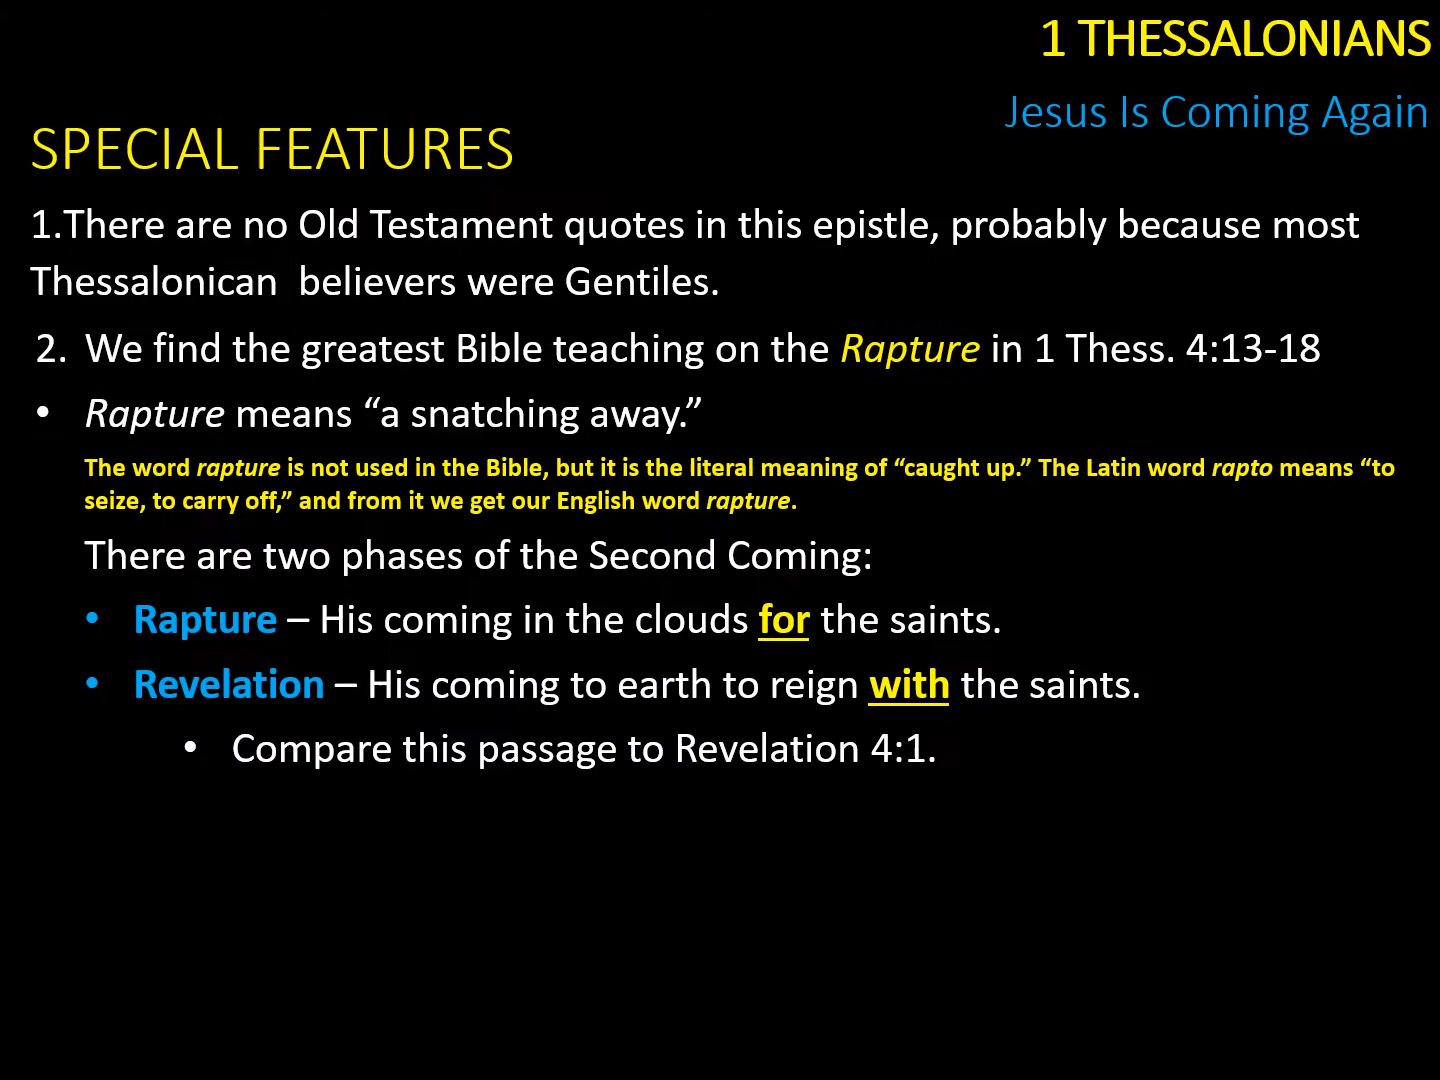 1 THESSALONIANS
Jesus Is Coming Again
SPECIAL FEATURES
1.There are no Old Testament quotes in this epistle, probably because most
Thessalonican  believers were Gentiles.
2. We find the greatest Bible teaching on the Rapture in 1 Thess. 4:13-18
• Rapture means “a snatching away.”
The word rapture is not used in the Bible, but it is the literal meaning of “caught up.” The Latin word rapto means “to
seize, to carry off,” and from it we get our English word rapture.
There are two phases of the Second Coming:
• Rapture – His coming in the clouds for the saints.
• Revelation – His coming to earth to reign with the saints.
• Compare this passage to Revelation 4:1.